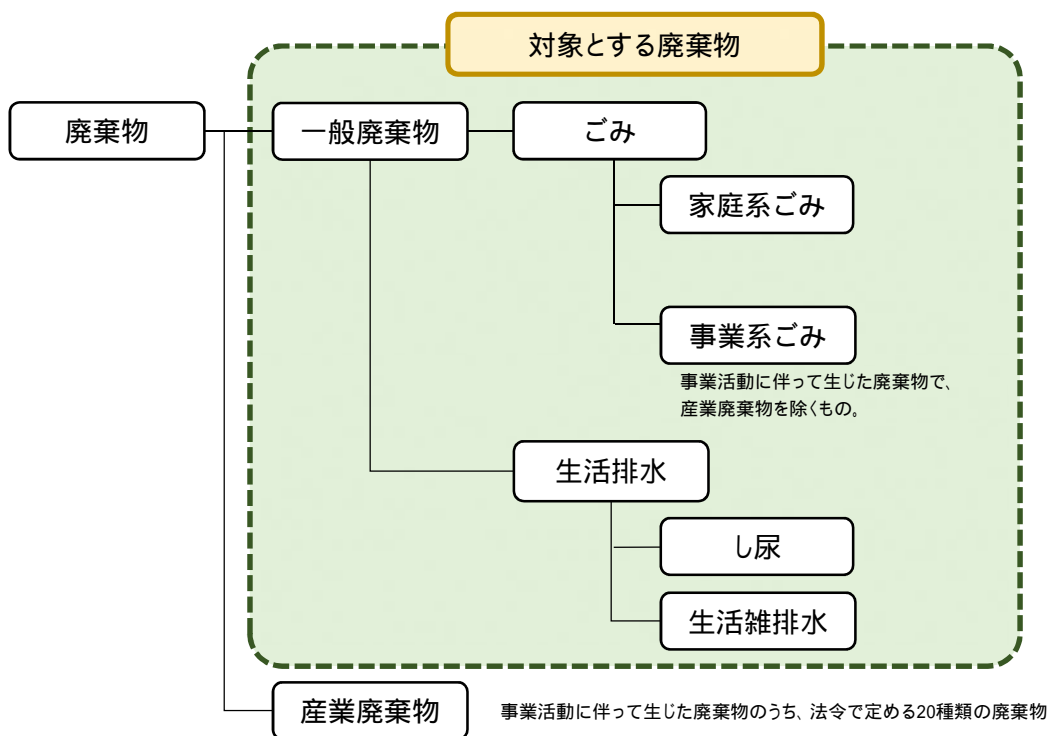 対象とする廃棄物
廃棄物
一般廃棄物
ごみ
家庭系ごみ
事業系ごみ
事業活動に伴って生じた廃棄物で、
産業廃棄物を除くもの。
生活排水
し尿
生活雑排水
産業廃棄物
事業活動に伴って生じた廃棄物のうち、法令で定める20種類の廃棄物